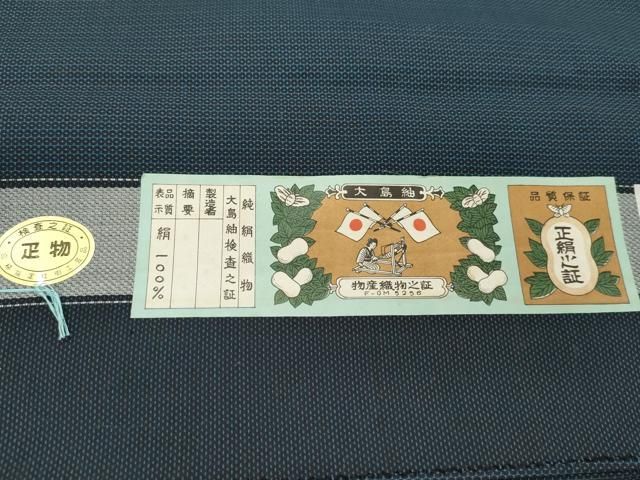 検査之証
正物
純絹織物
大島紬検査之証
製造者
摘要
品質表示
絹 100%
大島紬
物産織物之証
F-OM 5256
品質保証
正絹之証